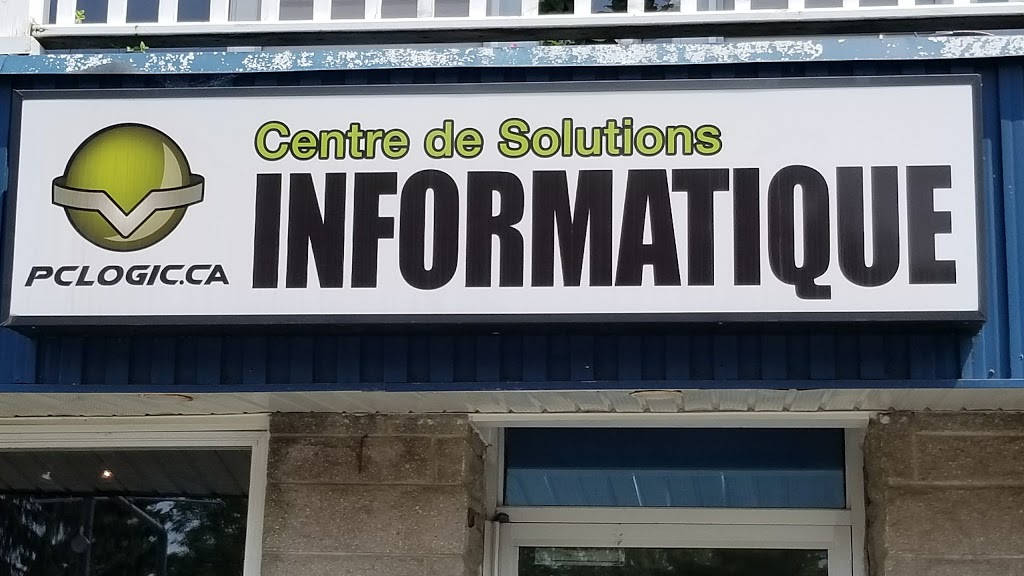 Centre de Solutions
INFORMATIQUE
PCLOGIC.CA